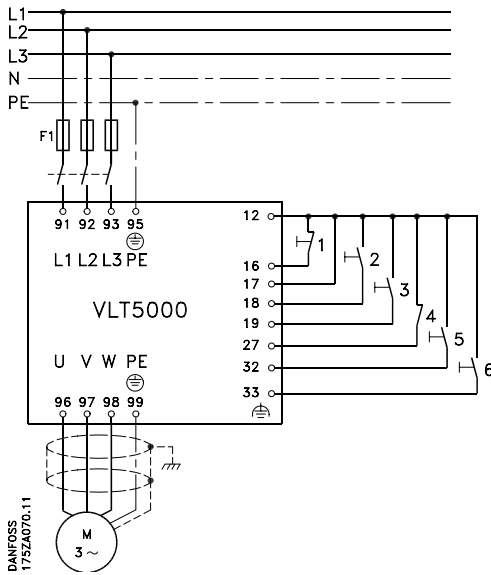 L1
L2
L3
N
PE
F1
91 92 93 95
L1 L2 L3 PE
VLT5000
U V W PE
96 97 98 99
12
16
17
18
19
27
32
33
1
2
3
4
5
6
M
3 ~
DANFOSS
175ZA070.11